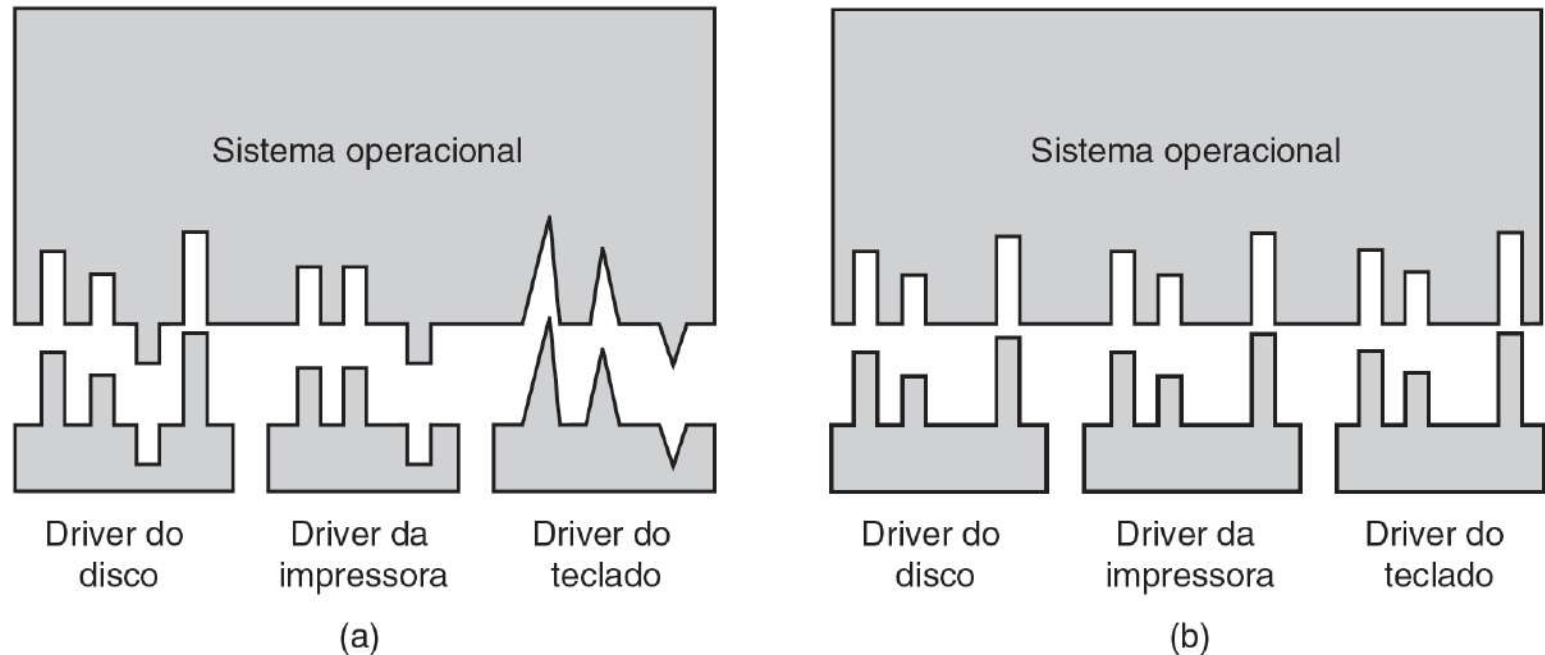 Sistema operacional
Driver do
disco
Driver da
impressora
Driver do
teclado
(a)
Sistema operacional
Driver do
disco
Driver da
impressora
Driver do
teclado
(b)